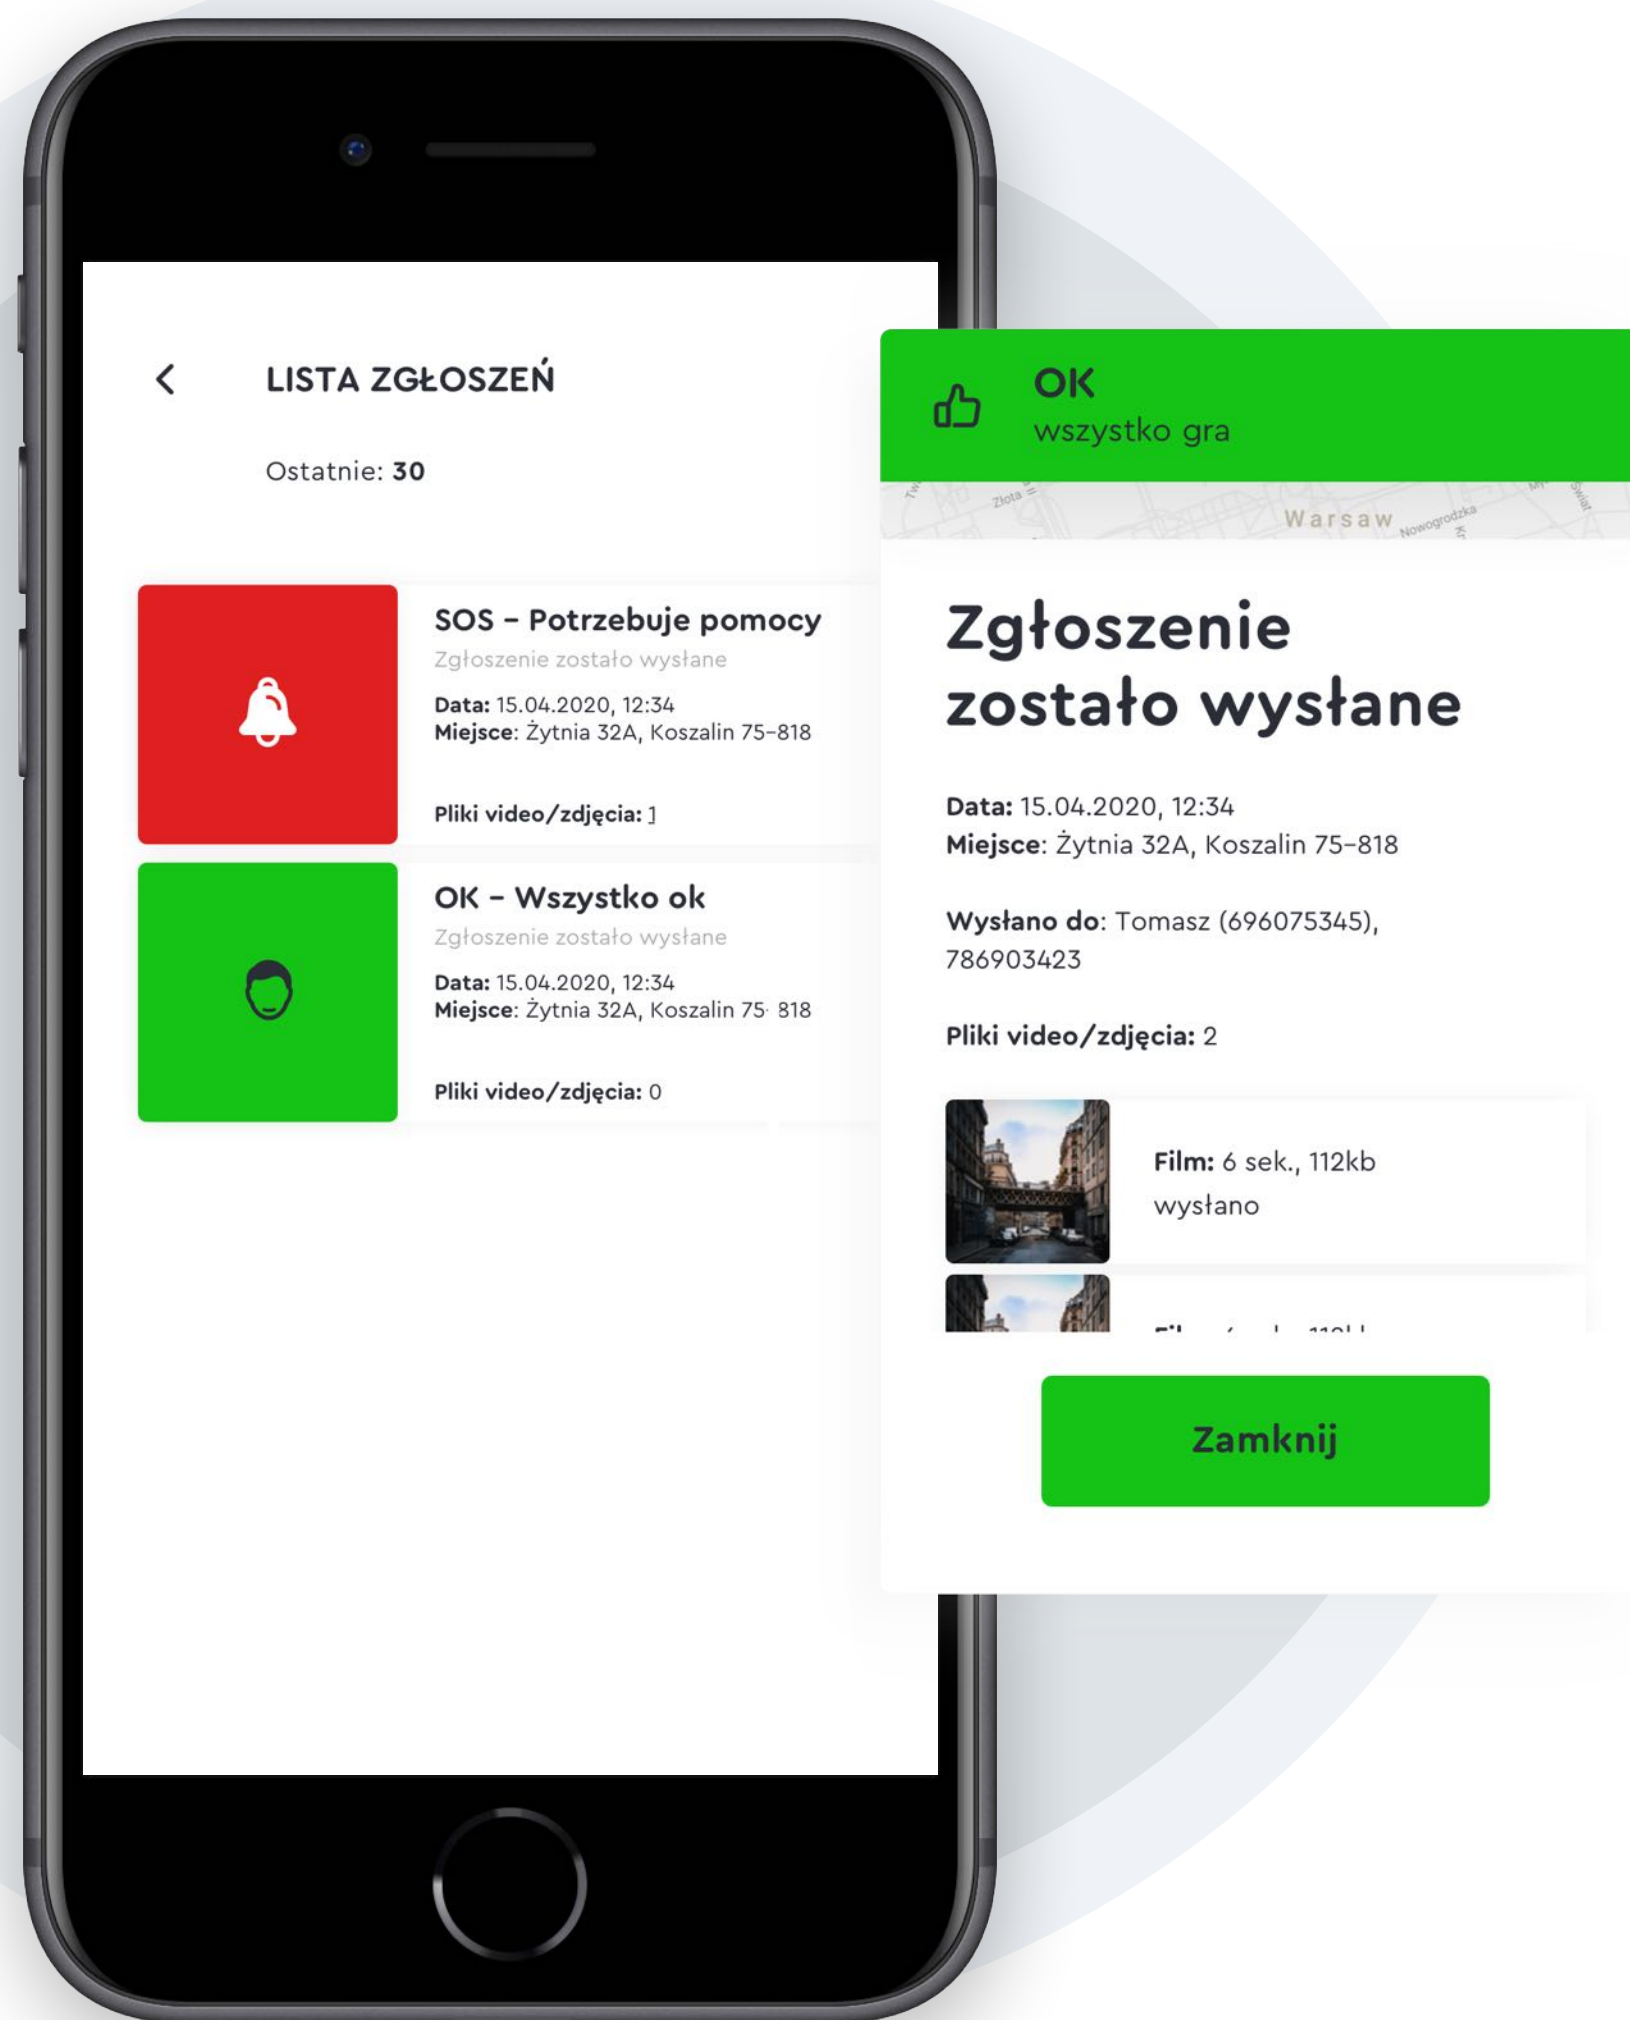 LISTA ZGŁOSZEŃ
Ostatnie: 30
SOS – Potrzebuje pomocy
Zgłoszenie zostało wysłane
Data: 15.04.2020, 12:34
Miejsce: Żytnia 32A, Koszalin 75-818
Pliki video/zdjęcia: 1
OK – Wszystko ok
Zgłoszenie zostało wysłane
Data: 15.04.2020, 12:34
Miejsce: Żytnia 32A, Koszalin 75-818
Pliki video/zdjęcia: 0
OK
wszystko gra
Złota II
Świat
Warsaw
Nowogrodzka
Zgłoszenie
zostało wysłane
Data: 15.04.2020, 12:34
Miejsce: Żytnia 32A, Koszalin 75-818
Wysłano do: Tomasz (696075345),
786903423
Pliki video/zdjęcia: 2
Film: 6 sek., 112kb
wysłano
Zamknij